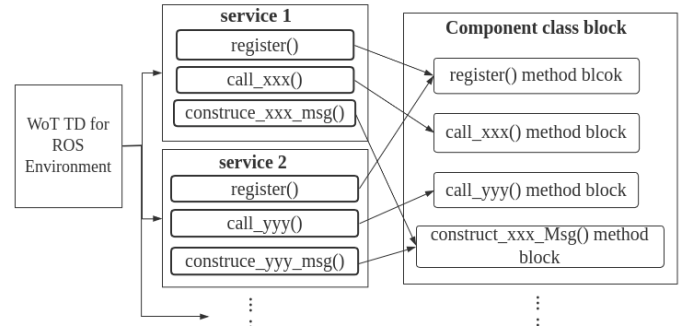 WoT TD for
ROS
Environment
service 1
register()
call_xxx()
construce_xxx_msg()
service 2
register()
call_yyy()
construce_yyy_msg()
Component class block
register() method blcok
call_xxx() method block
call_yyy() method block
construct_xxx_Msg() method
block